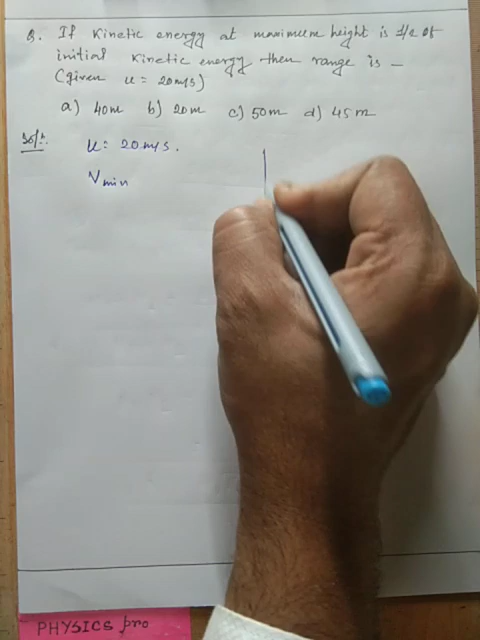 Q. If Kinetic energy at maximum height is 1/2 of
initial Kinetic energy then range is -
(given u = 20m/s)
a) 40m b) 20m c) 50m d) 45m
Sol/:
u = 20 m/s.
Vmin
PHYSICS pro